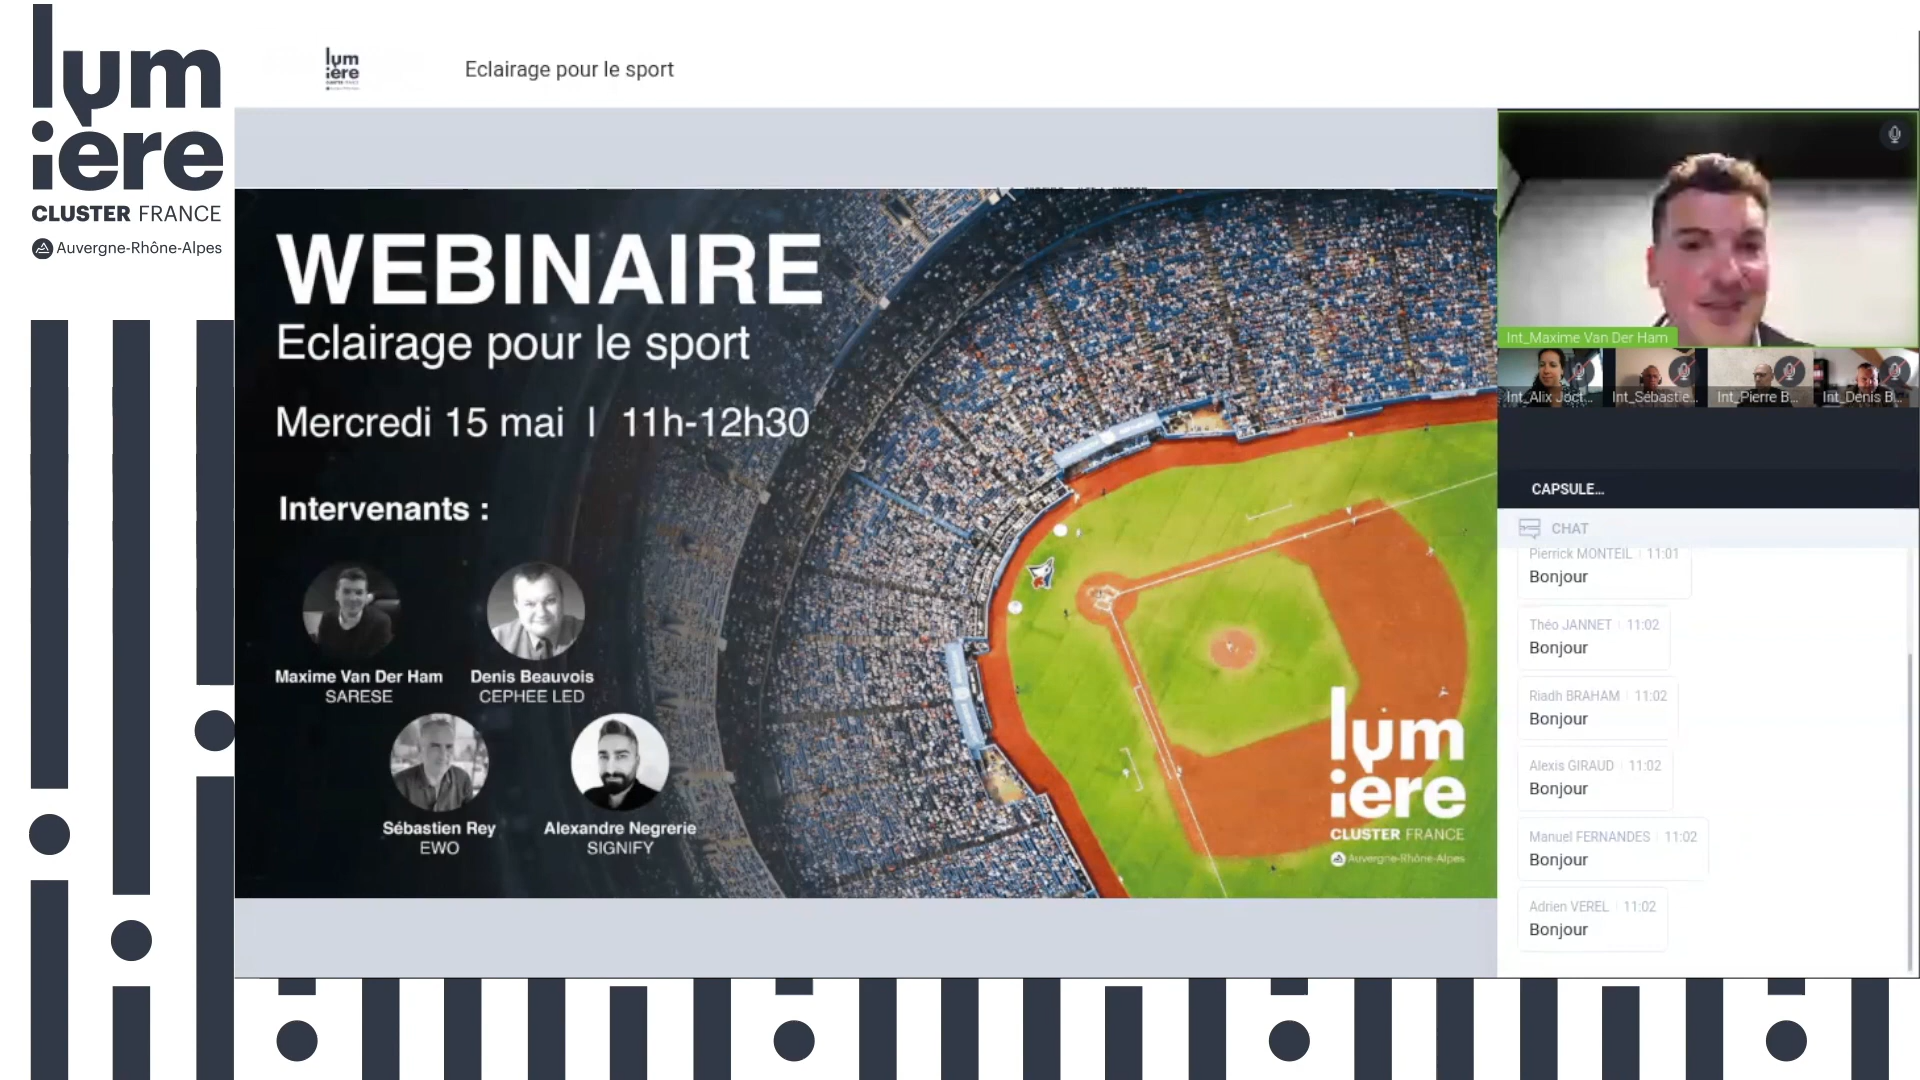 lum
ière
CLUSTER FRANCE
Auvergne-Rhône-Alpes
lum
ière
Eclairage pour le sport
WEBINAIRE
Eclairage pour le sport
Mercredi 15 mai I 11h-12h30
Intervenants :
Maxime Van Der Ham
SARESE
Denis Beauvois
CEPHEE LED
Sébastien Rey
EWO
Alexandre Negrerie
SIGNIFY
lum
ière
CLUSTER FRANCE
Auvergne-Rhône-Alpes
Int_Maxime Van Der Ham
Int_Alix Joct...
Int_Sébastie...
Int_Pierre B...
Int_Denis B...
CAPSULE...
CHAT
Pierrick MONTEIL 11:01
Bonjour
Théo JANNET 11:02
Bonjour
Riadh BRAHAM 11:02
Bonjour
Alexis GIRAUD 11:02
Bonjour
Manuel FERNANDES 11:02
Bonjour
Adrien VEREL 11:02
Bonjour